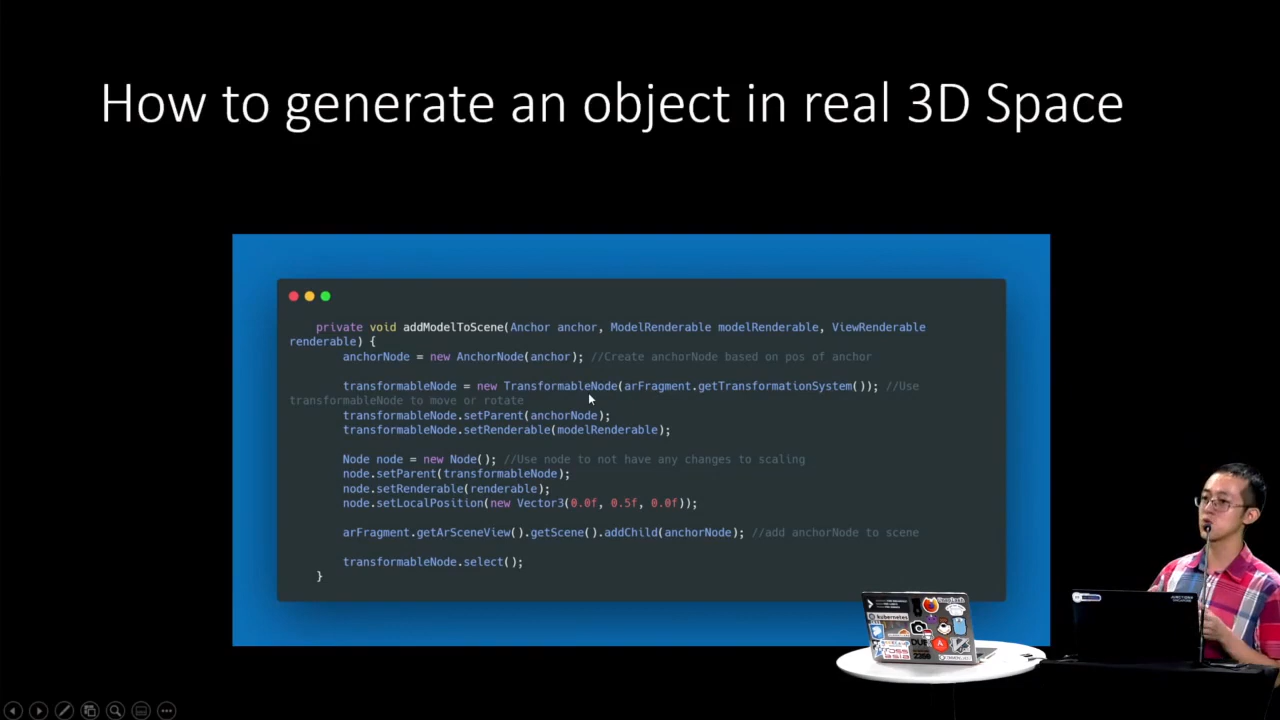 How to generate an object in real 3D Space
private void addModelToScene(Anchor anchor, ModelRenderable modelRenderable, ViewRenderable
renderable) {
anchorNode = new AnchorNode(anchor); //Create anchorNode based on pos of anchor
transformableNode = new TransformableNode(arFragment.getTransformationSystem()); //Use
transformableNode to move or rotate
transformableNode.setParent(anchorNode);
transformableNode.setRenderable(modelRenderable);
Node node = new Node(); //Use node to not have any changes to scaling
node.setParent(transformableNode);
node.setRenderable(renderable);
node.setLocalPosition(new Vector3(0.0f, 0.5f, 0.0f));
arFragment.getArSceneView().getScene().addChild(anchorNode); //add anchorNode to scene
transformableNode.select();
}
kubernetes